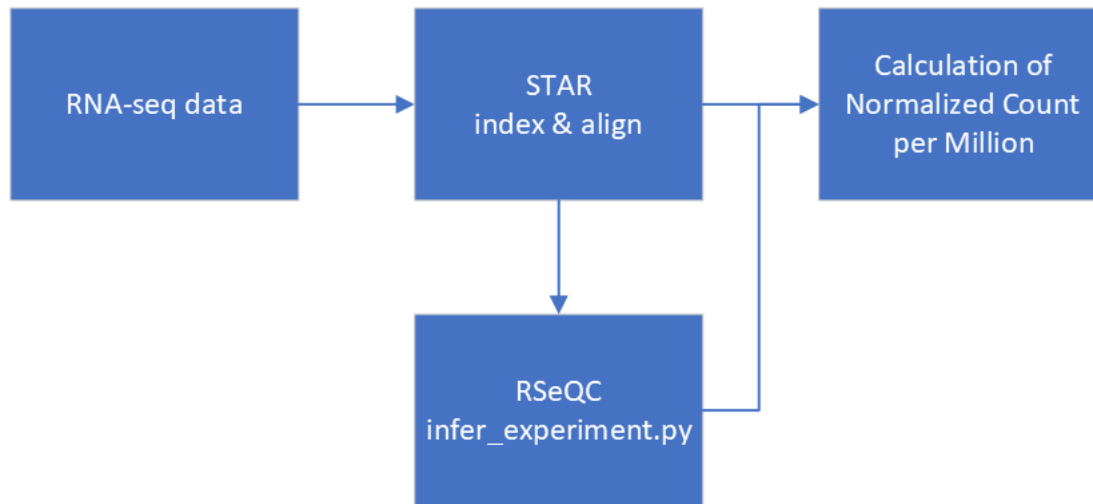 RNA-seq data
STAR
index & align
Calculation of
Normalized Count
per Million
RSeQC
infer_experiment.py